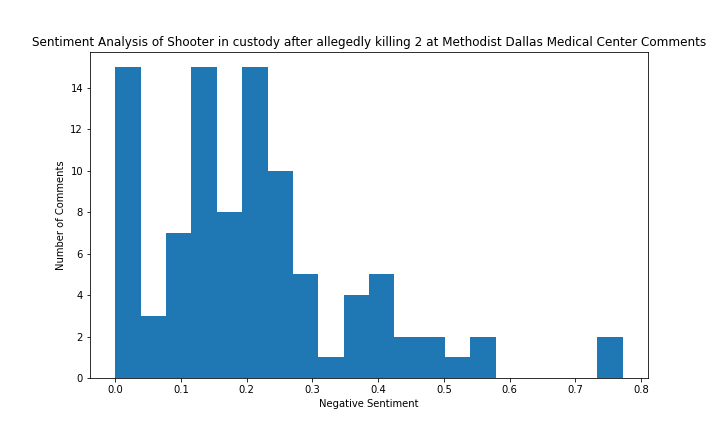 Sentiment Analysis of Shooter in custody after allegedly killing 2 at Methodist Dallas Medical Center Comments
14
12
10
8
6
4
2
0
Number of Comments
0.0 0.1 0.2 0.3 0.4 0.5 0.6 0.7 0.8
Negative Sentiment